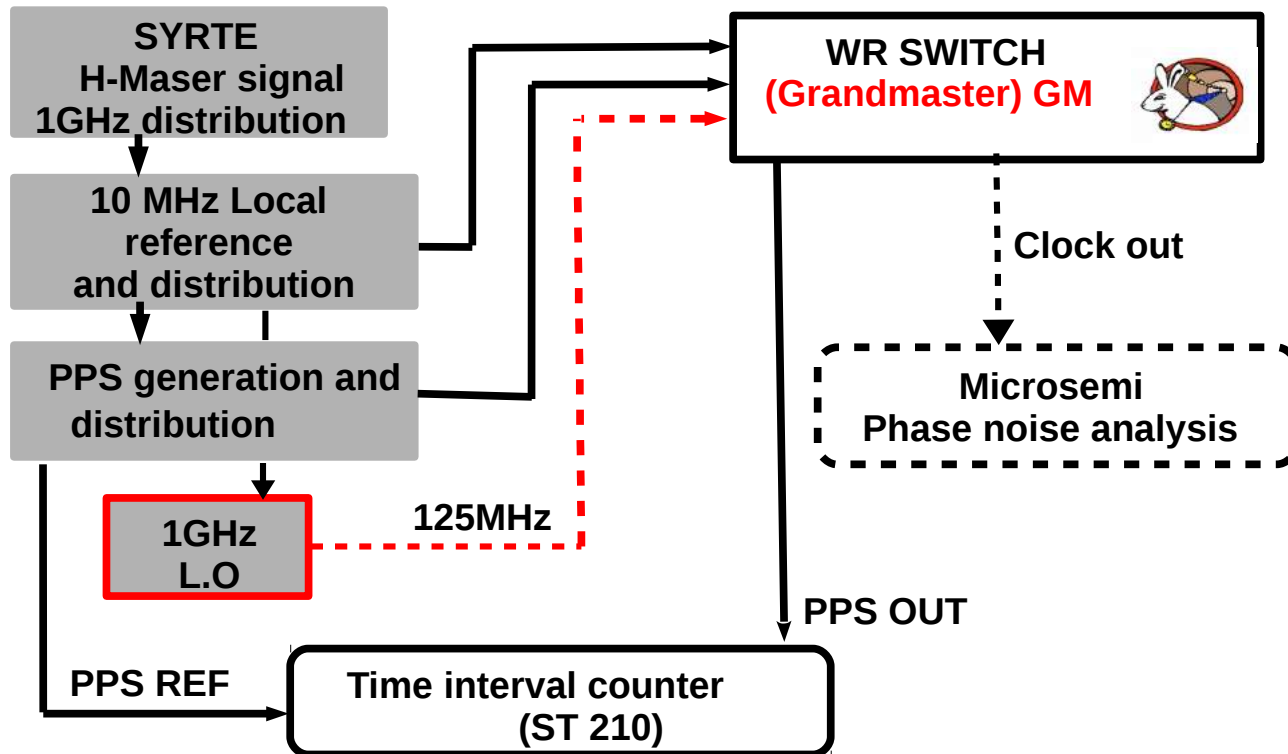 SYRTE
H-Maser signal
1GHz distribution
10 MHz Local
reference
and distribution
PPS generation and
distribution
1GHz
L.O
125MHz
WR SWITCH
(Grandmaster) GM
Clock out
Microsemi
Phase noise analysis
PPS OUT
PPS REF
Time interval counter
(ST 210)